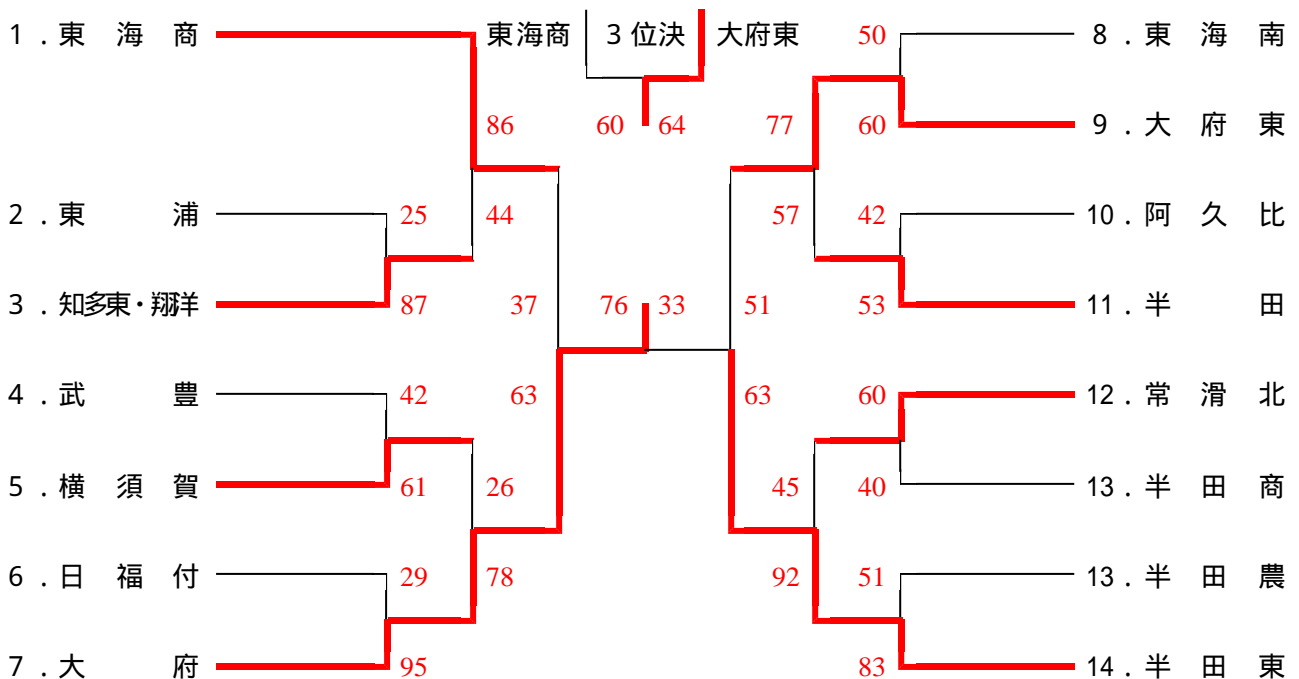 1．東海商 東海商 3位決 大府東 50 8．東海南
86 60 64 77 60 9．大府東
2．東浦 25 44 57 42 10．阿久比
3．知多東・翔洋 87 37 76 33 51 53 11．半田
4．武豊 42 63 63 60 12．常滑北
5．横須賀 61 26 45 40 13．半田商
6．日福付 29 78 92 51 13．半田農
7．大府 95 83 14．半田東